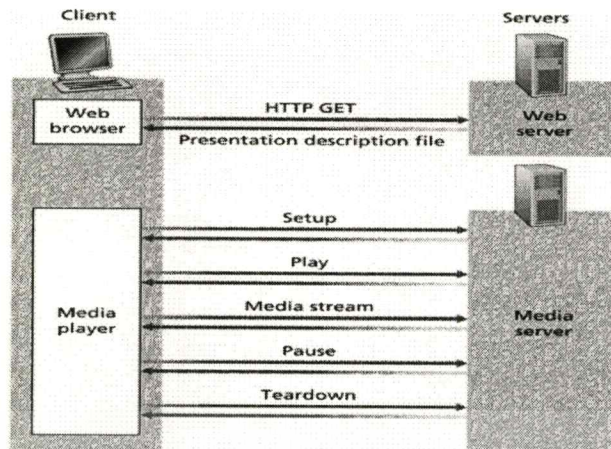 Client
Servers
Web
browser
HTTP GET
Presentation description file
Web
server
Setup
Play
Media
player
Media stream
Media
server
Pause
Teardown